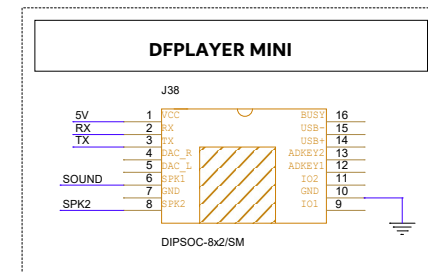 DFPLAYER MINI
J38
5V 1 VCC BUSY 16
RX 2 RX USB- 15
TX 3 TX USB+ 14
4 DAC_R ADKEY2 13
5 DAC_L ADKEY1 12
SOUND 6 SPK1 IO2 11
7 GND GND 10
SPK2 8 SPK2 IO1 9
DIPSOC-8x2/SM